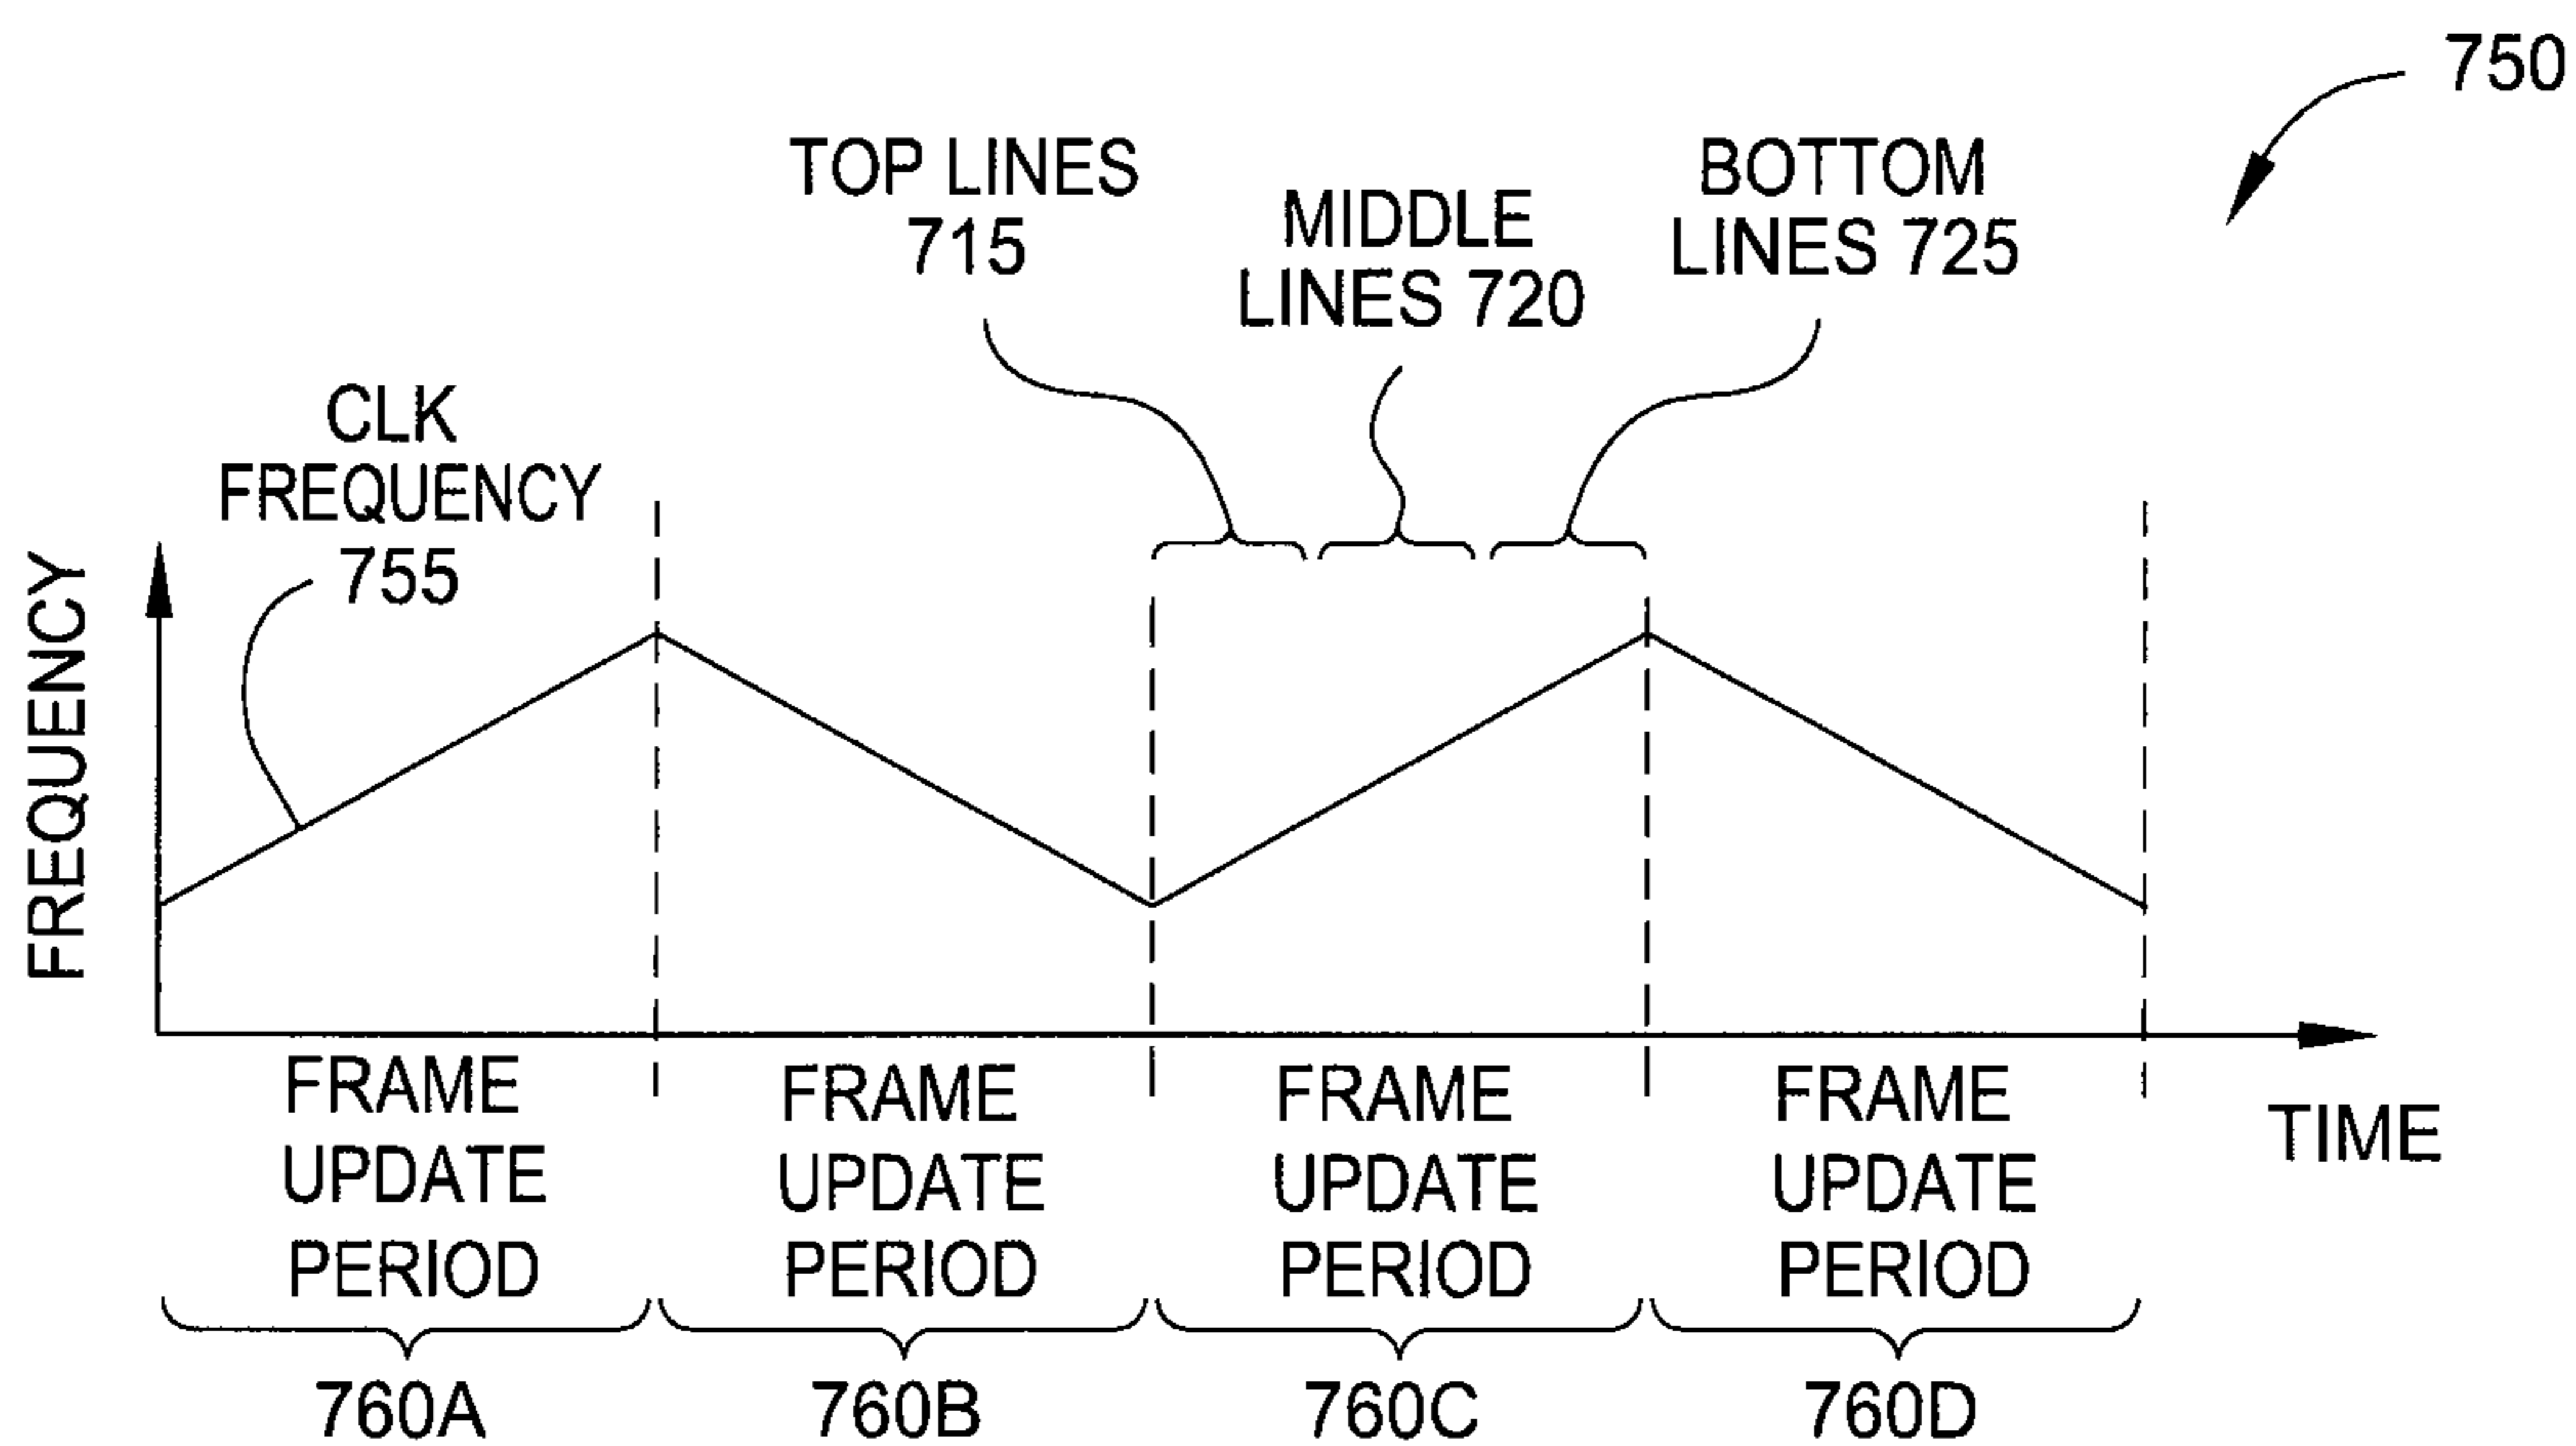 750
TOP LINES
715
MIDDLE
LINES 720
BOTTOM
LINES 725
CLK
FREQUENCY
755
FREQUENCY
FRAME
UPDATE
PERIOD
760A
FRAME
UPDATE
PERIOD
760B
FRAME
UPDATE
PERIOD
760C
FRAME
UPDATE
PERIOD
760D
TIME